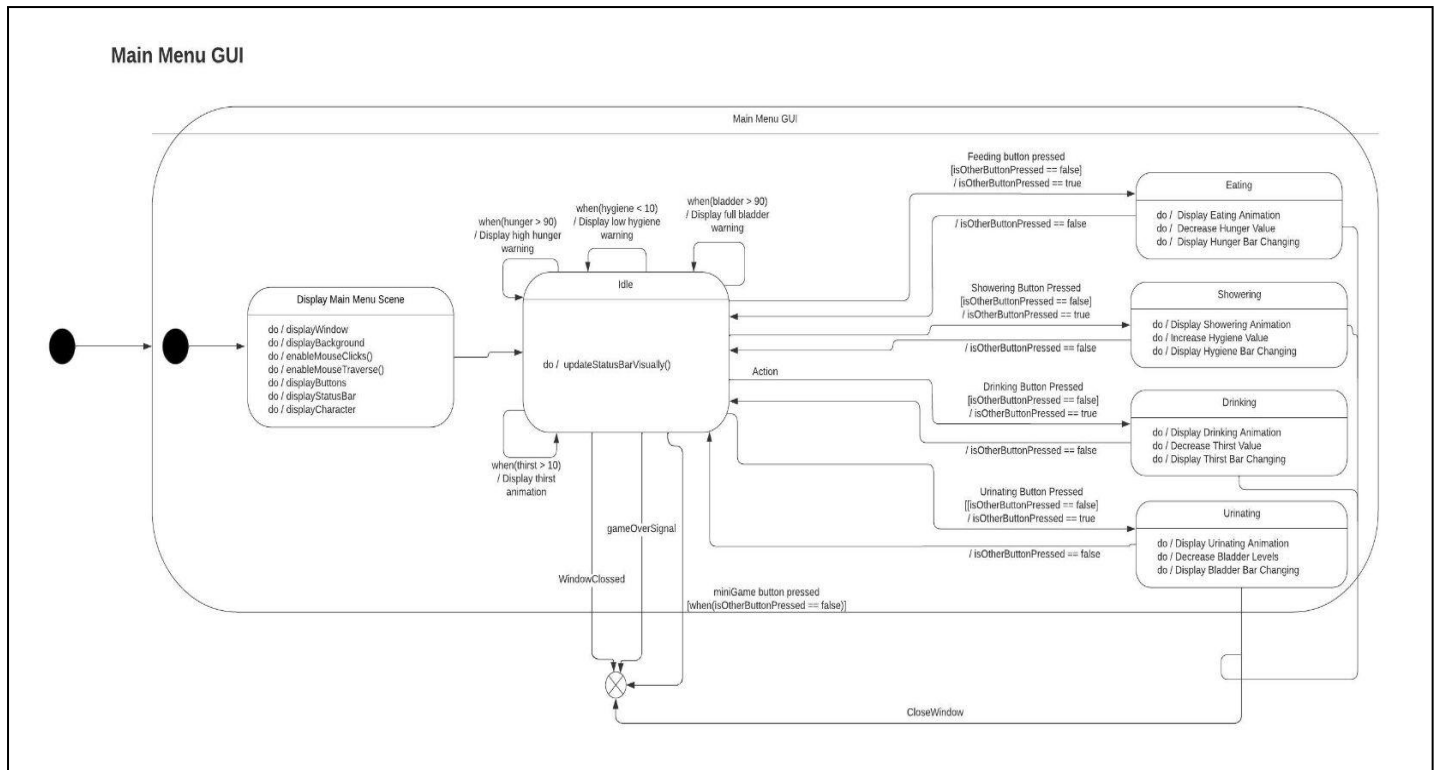 Main Menu GUI
Main Menu GUI
Feeding button pressed
[isOtherButtonPressed == false]
/ isOtherButtonPressed == true
Eating
do / Display Eating Animation
do / Decrease Hunger Value
do / Display Hunger Bar Changing
/ isOtherButtonPressed == false
when(hunger > 90)
/ Display high hunger
warning
when(hygiene < 10)
/ Display low hygiene
warning
when(bladder > 90)
/ Display full bladder
warning
Idle
do / updateStatusBarVisually()
Display Main Menu Scene
do / displayWindow
do / displayBackground
do / enableMouseClicks()
do / enableMouseTraverse()
do / displayButtons
do / displayStatusBar
do / displayCharacter
Showering Button Pressed
[isOtherButtonPressed == false]
/ isOtherButtonPressed == true
Showering
do / Display Showering Animation
do / Increase Hygiene Value
do / Display Hygiene Bar Changing
/ isOtherButtonPressed == false
Action
Drinking Button Pressed
[isOtherButtonPressed == false]
/ isOtherButtonPressed == true
Drinking
do / Display Drinking Animation
do / Decrease Thirst Value
do / Display Thirst Bar Changing
/ isOtherButtonPressed == false
when(thirst > 10)
/ Display thirst
animation
Urinating Button Pressed
[[isOtherButtonPressed == false]
/ isOtherButtonPressed == true
Urinating
do / Display Urinating Animation
do / Decrease Bladder Levels
do / Display Bladder Bar Changing
/ isOtherButtonPressed == false
gameOverSignal
WindowClossed
miniGame button pressed
[when(isOtherButtonPressed == false)]
CloseWindow